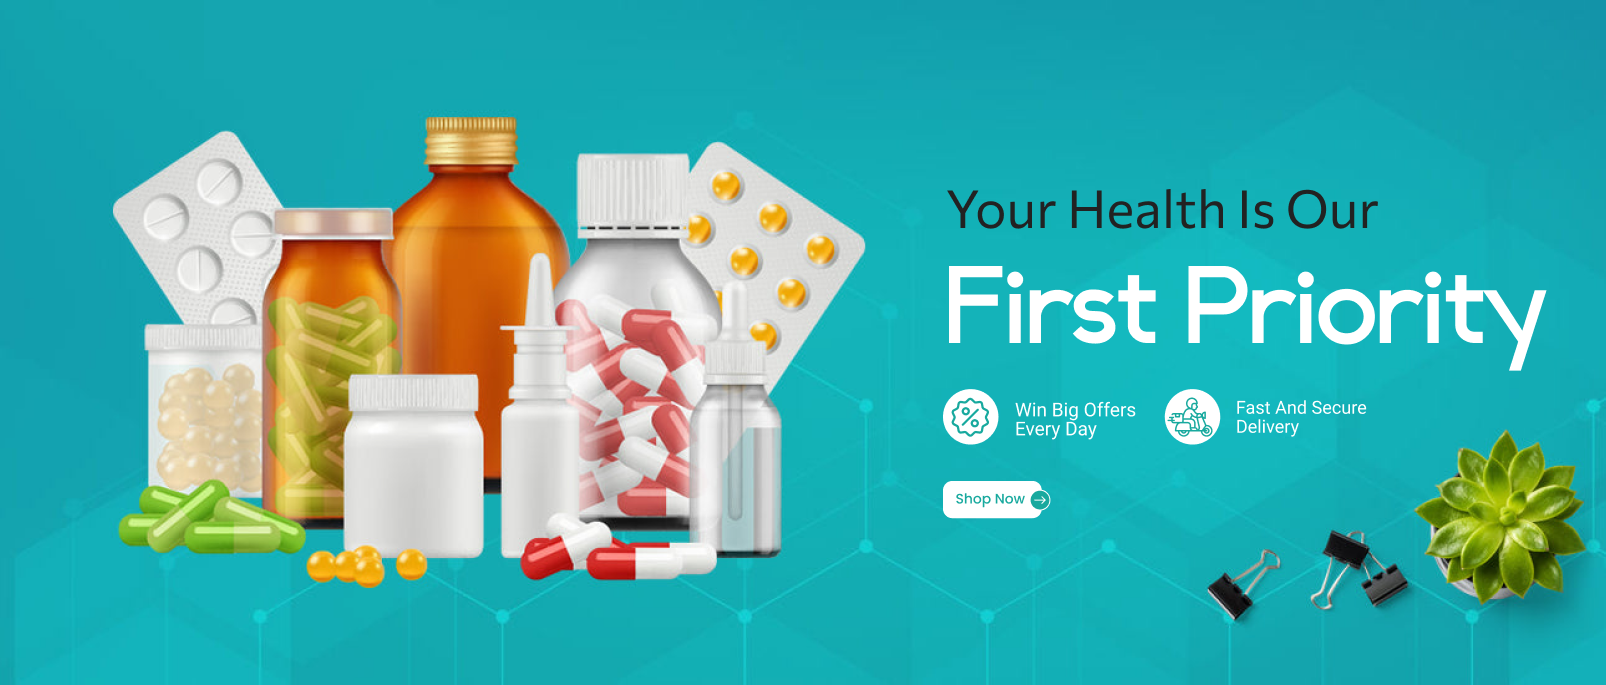 Your Health Is Our
First Priority
Win Big Offers
Every Day
Fast And Secure
Delivery
Shop Now